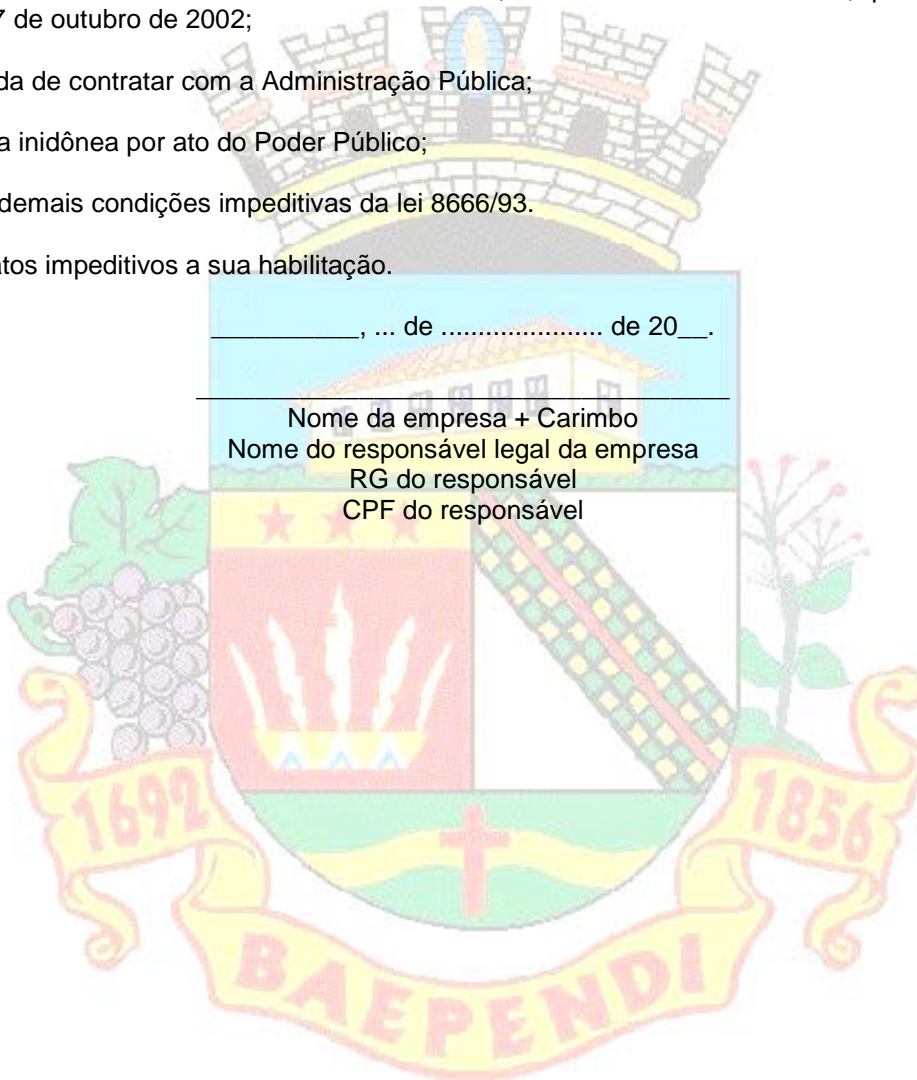 7 de outubro de 2002;
da de contratar com a Administração Pública;
a inidônea por ato do Poder Público;
demais condições impeditivas da lei 8666/93.
tos impeditivos a sua habilitação.
__________, ... de ...................... de 20__.
____________________________________
Nome da empresa + Carimbo
Nome do responsável legal da empresa
RG do responsável
CPF do responsável
1692
1856
BAEPENDI